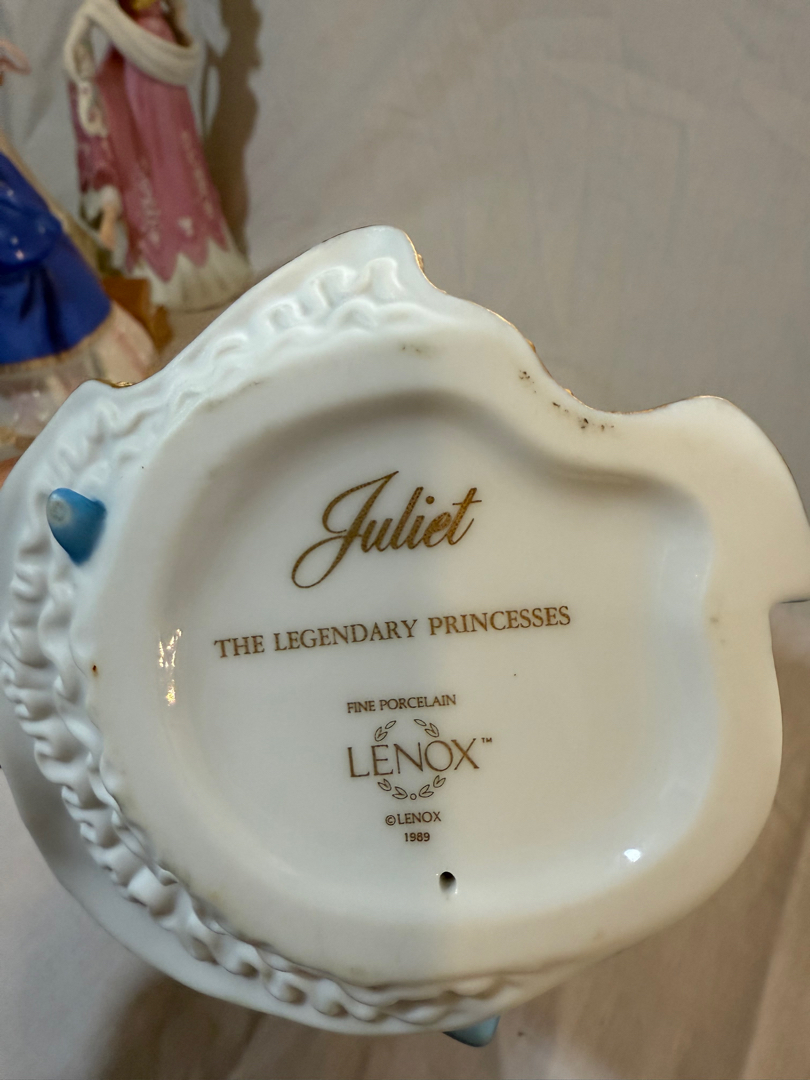 Juliet
THE LEGENDARY PRINCESSES
FINE PORCELAIN
LENOX™
©LENOX
1989